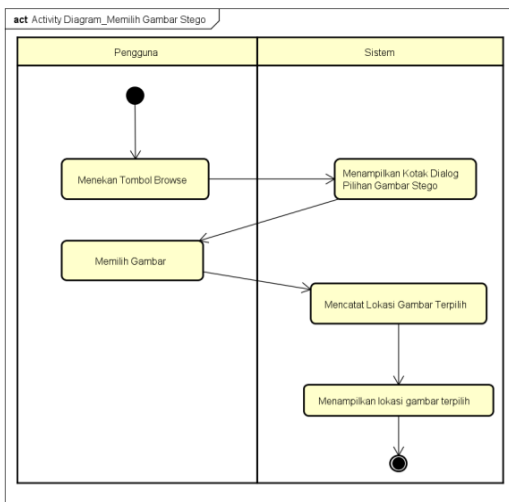 act Activity Diagram_Memilih Gambar Stego
Pengguna
Sistem
Menekan Tombol Browse
Menampilkan Kotak Dialog
Pilihan Gambar Stego
Memilih Gambar
Mencatat Lokasi Gambar Terpilih
Menampilkan lokasi gambar terpilih